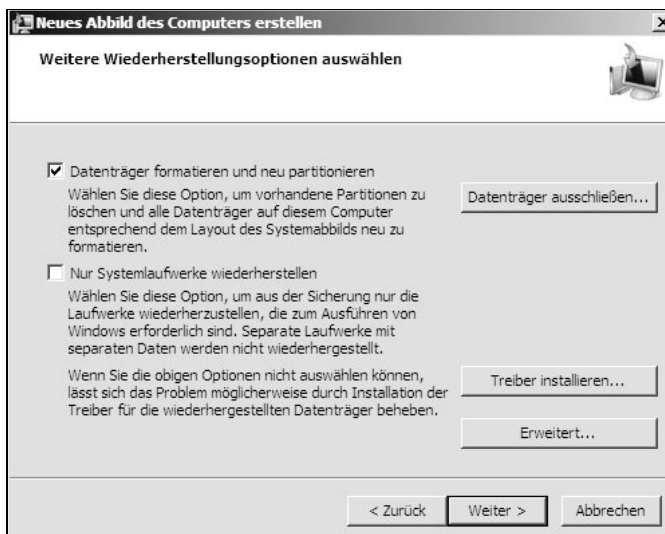 Neues Abbild des Computers erstellen
Weitere Wiederherstellungsoptionen auswählen
Datenträger formatieren und neu partitionieren
Wählen Sie diese Option, um vorhandene Partitionen zu
löschen und alle Datenträger auf diesem Computer
entsprechend dem Layout des Systemabbilds neu zu
formatieren.
Datenträger ausschließen...
Nur Systemlaufwerke wiederherstellen
Wählen Sie diese Option, um aus der Sicherung nur die
Laufwerke wiederherzustellen, die zum Ausführen von
Windows erforderlich sind. Separate Laufwerke mit
separaten Daten werden nicht wiederhergestellt.
Wenn Sie die obigen Optionen nicht auswählen können,
lässt sich das Problem möglicherweise durch Installation der
Treiber für die wiederhergestellten Datenträger beheben.
Treiber installieren...
Erweitert...
< Zurück
Weiter >
Abbrechen